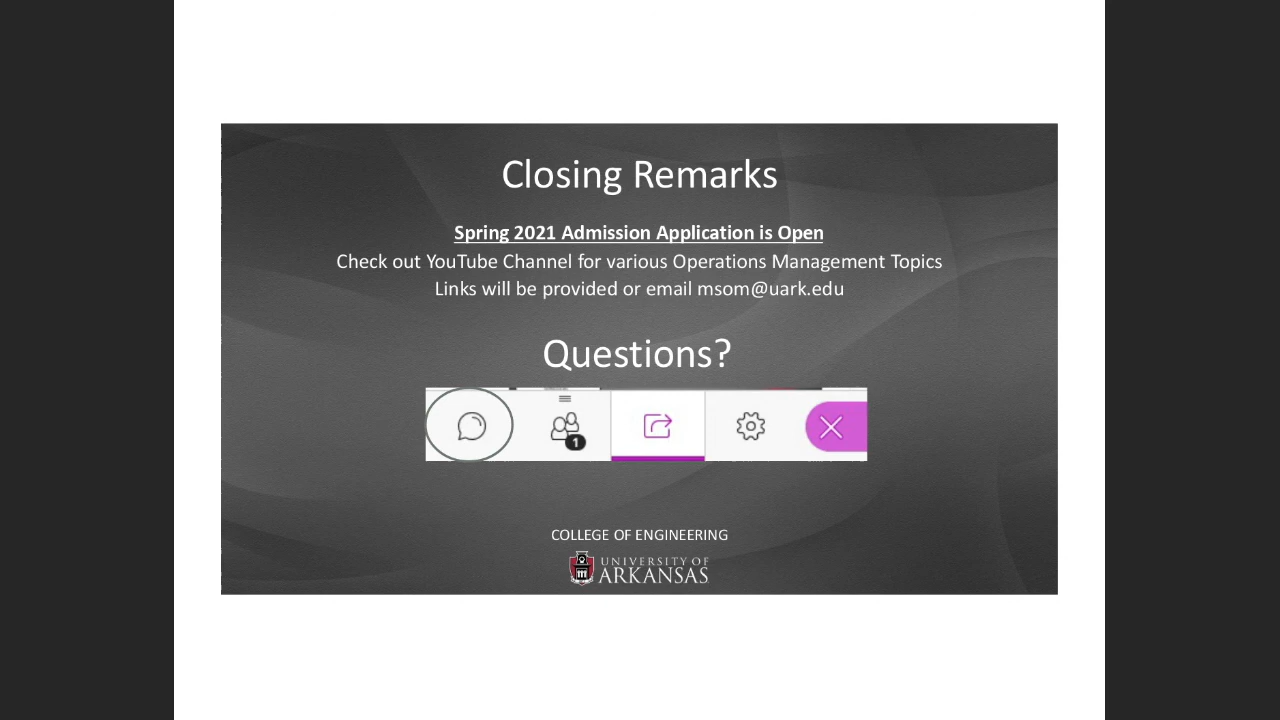 Closing Remarks
Spring 2021 Admission Application is Open
Check out YouTube Channel for various Operations Management Topics
Links will be provided or email msom@uark.edu
Questions?
1
COLLEGE OF ENGINEERING
UNIVERSITY OF
ARKANSAS